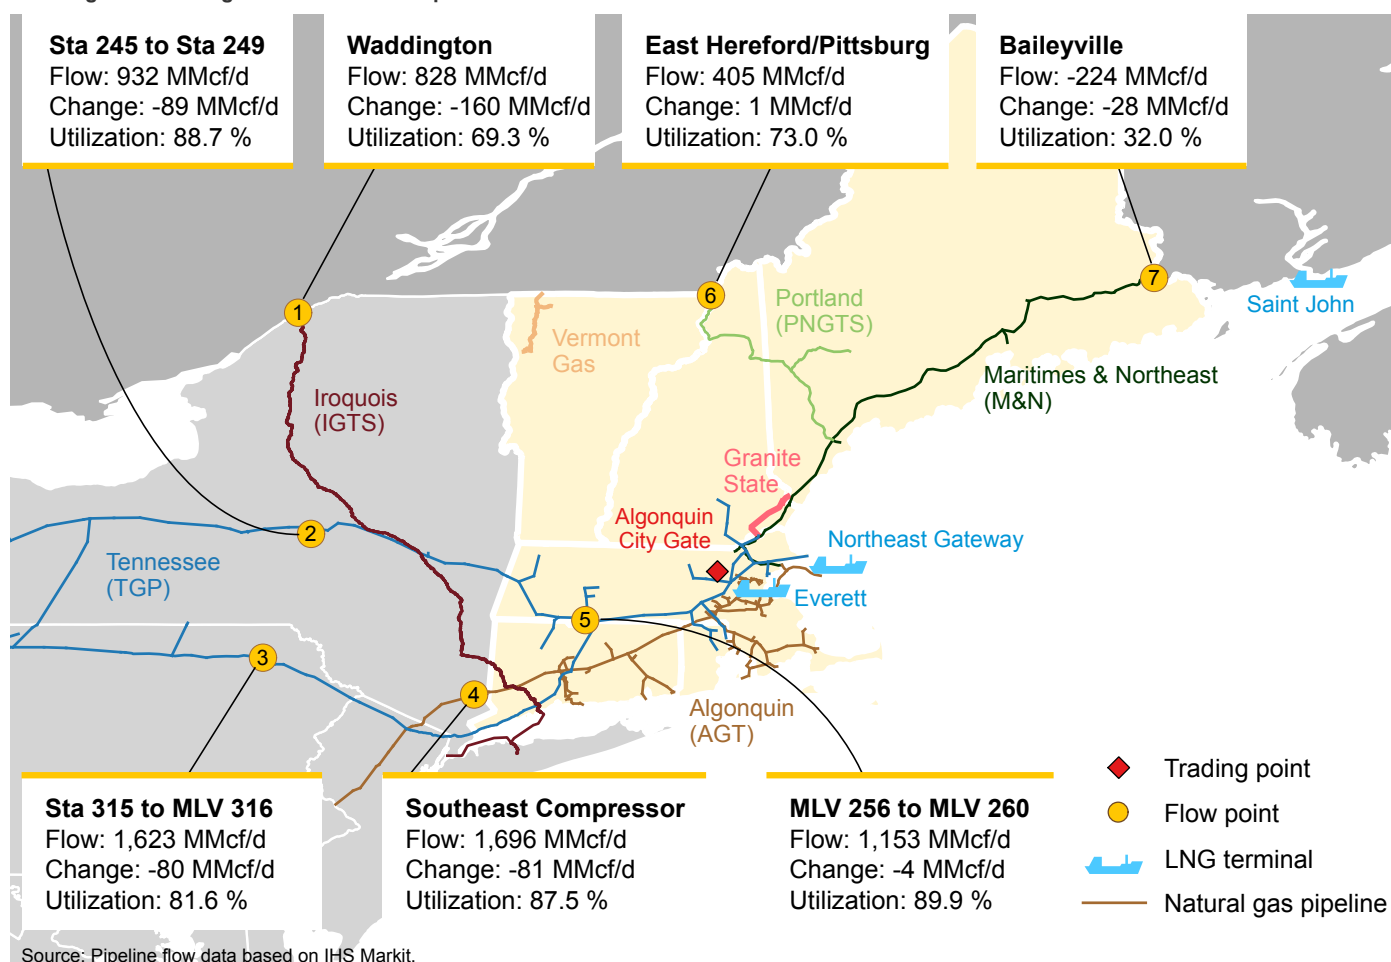 Sta 245 to Sta 249
Flow: 932 MMcf/d
Change: -89 MMcf/d
Utilization: 88.7 %
Waddington
Flow: 828 MMcf/d
Change: -160 MMcf/d
Utilization: 69.3 %
East Hereford/Pittsburg
Flow: 405 MMcf/d
Change: 1 MMcf/d
Utilization: 73.0 %
Baileyville
Flow: -224 MMcf/d
Change: -28 MMcf/d
Utilization: 32.0 %
1
6
7
Portland
(PNGTS)
Saint John
Vermont
Gas
Iroquois
(IGTS)
Maritimes & Northeast
(M&N)
Granite
State
Algonquin
City Gate
2
Northeast Gateway
Tennessee
(TGP)
Everett
5
3
4
Algonquin
(AGT)
Sta 315 to MLV 316
Flow: 1,623 MMcf/d
Change: -80 MMcf/d
Utilization: 81.6 %
Southeast Compressor
Flow: 1,696 MMcf/d
Change: -81 MMcf/d
Utilization: 87.5 %
MLV 256 to MLV 260
Flow: 1,153 MMcf/d
Change: -4 MMcf/d
Utilization: 89.9 %
Trading point
Flow point
LNG terminal
Natural gas pipeline
Source: Pipeline flow data based on IHS Markit.